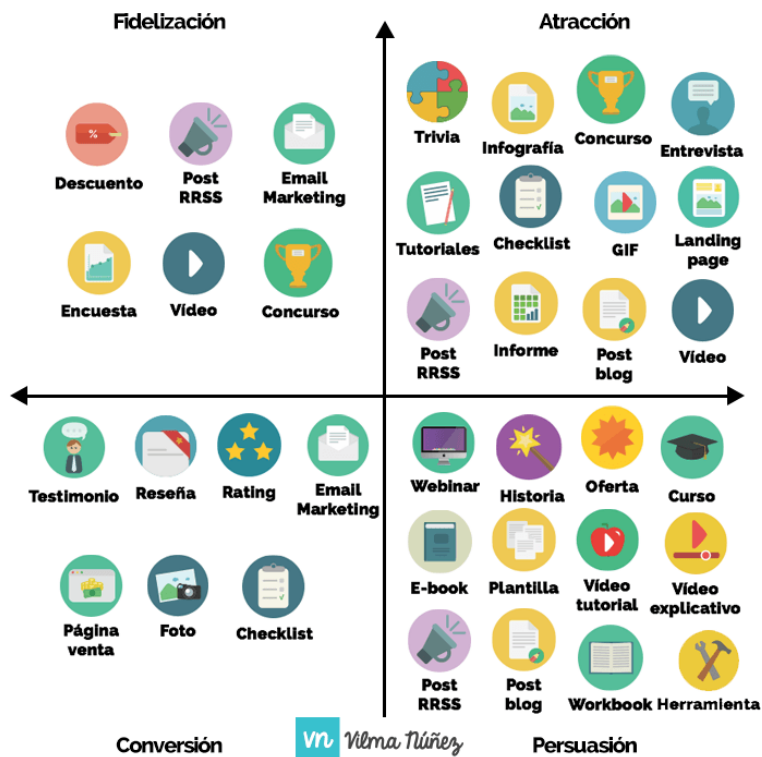 Fidelización
Atracción
%
Descuento
Post
RRSS
Email
Marketing
Encuesta
Vídeo
Concurso
Trivia
Infografía
Concurso
Entrevista
Tutoriales
Checklist
GIF
Landing
page
Post
RRSS
Informe
Post
blog
Vídeo
Testimonio
Reseña
Rating
Email
Marketing
Página
venta
Foto
Checklist
Webinar
Historia
Oferta
Curso
E-book
Plantilla
Vídeo
tutorial
Vídeo
explicativo
Post
RRSS
Post
blog
Workbook
Herramienta
Conversión
vn Vilma Núñez
Persuasión